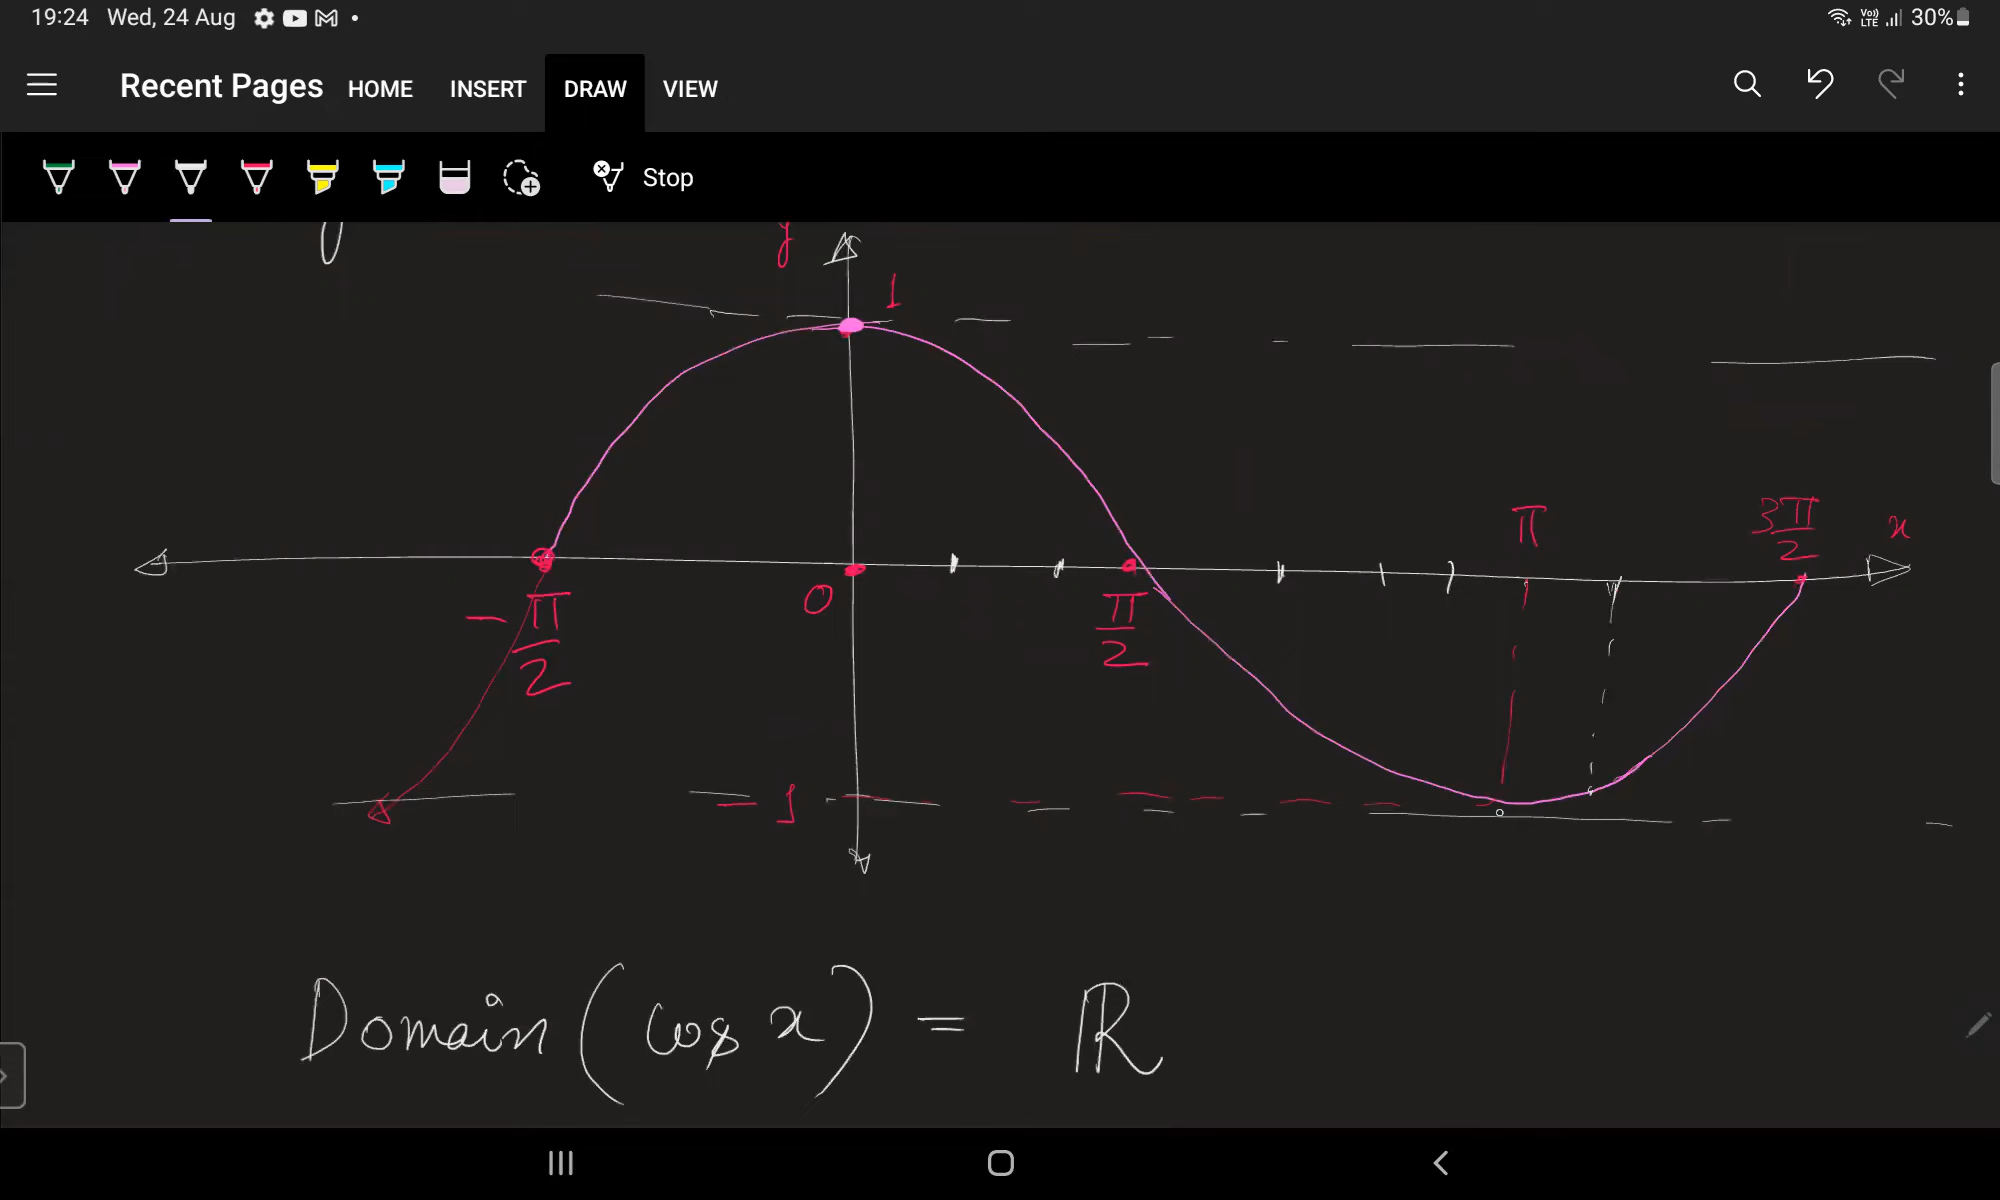 19:24 Wed, 24 Aug 30%
Recent Pages HOME INSERT DRAW VIEW
Stop
y
1
π 3π/2 x
-π/2 0 π/2
-1
Domain (cos x) = ℝ